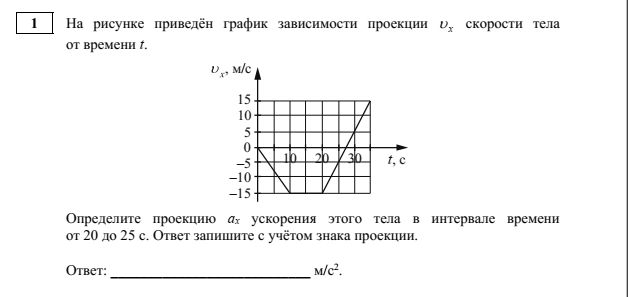 1 На рисунке приведён график зависимости проекции υₓ скорости тела
от времени t.
υₓ, м/с
15
10
5
0
–5
–10
–15
10 20 30 t, с
Определите проекцию aₓ ускорения этого тела в интервале времени
от 20 до 25 с. Ответ запишите с учётом знака проекции.
Ответ: ____________________________ м/с².